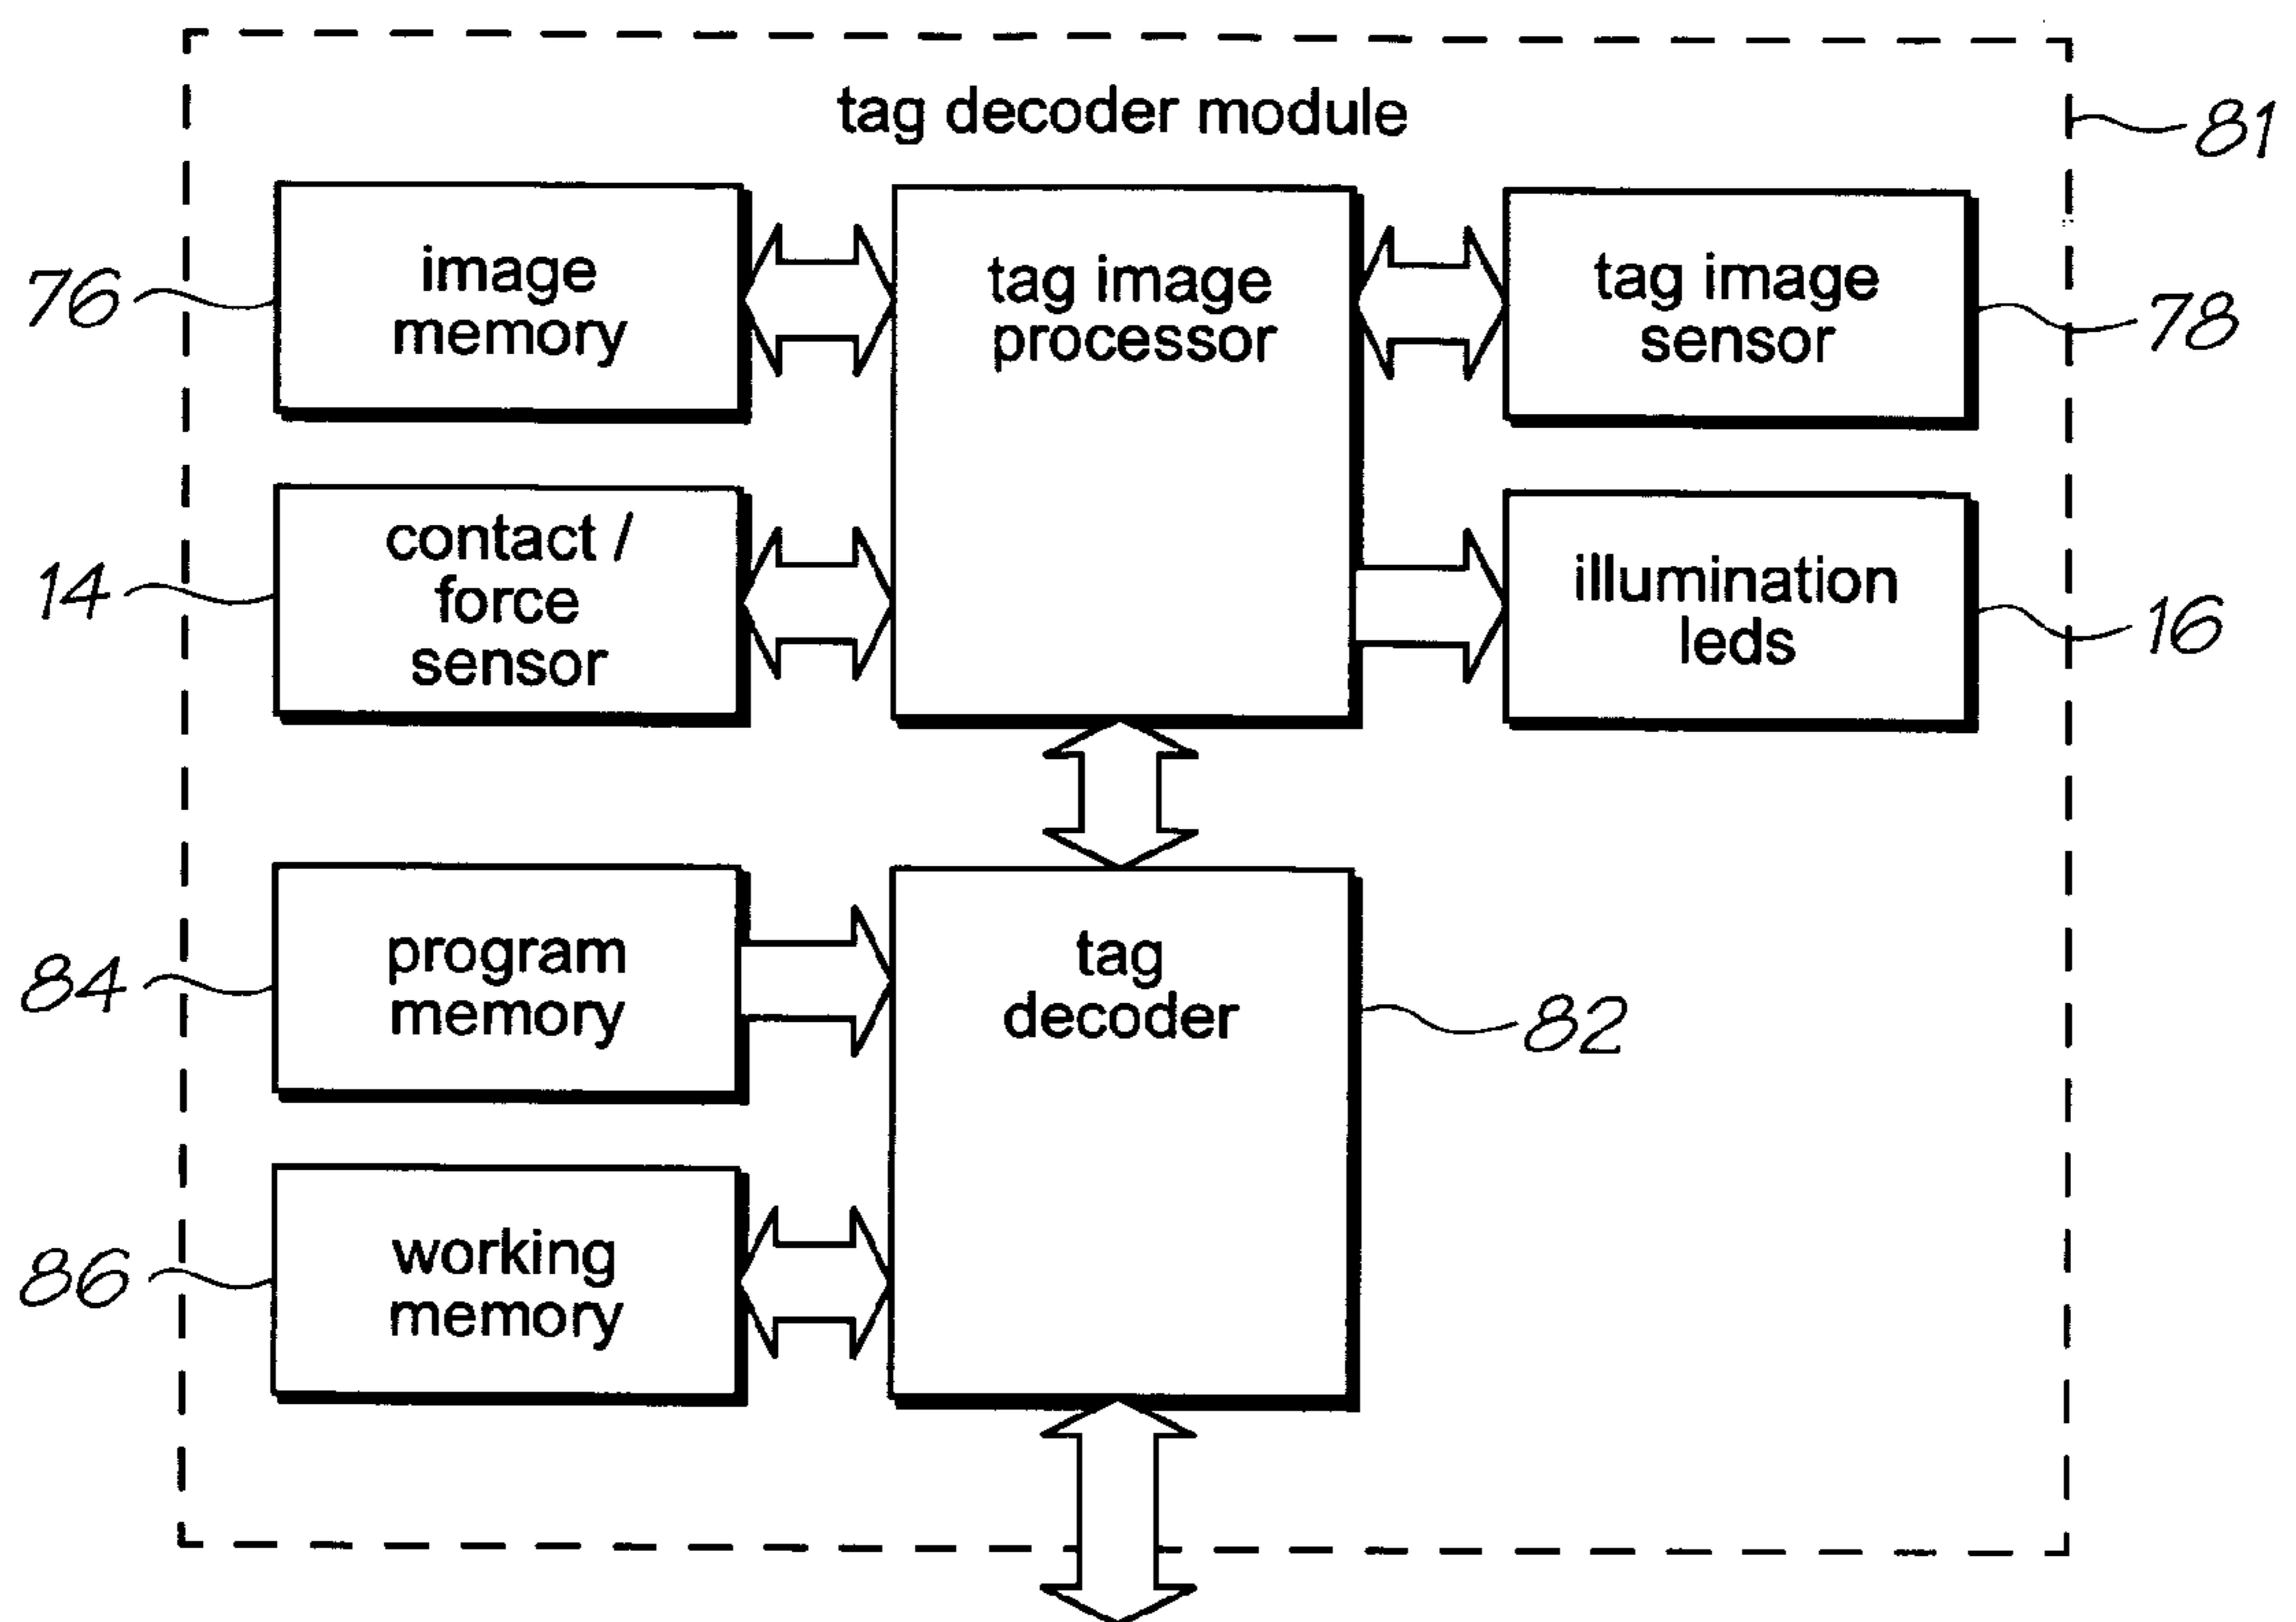 tag decoder module
81
image
memory
76
tag image
processor
tag image
sensor
78
contact /
force
sensor
14
illumination
leds
16
program
memory
84
tag
decoder
82
working
memory
86